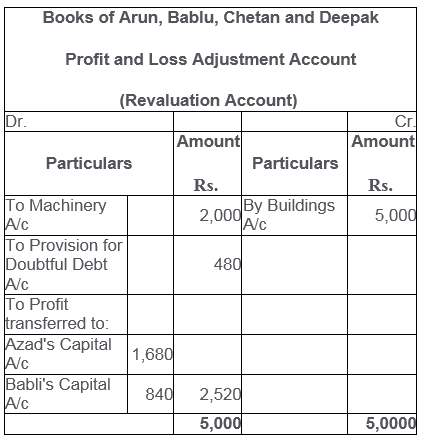 Books of Arun, Bablu, Chetan and Deepak
Profit and Loss Adjustment Account
(Revaluation Account)
Dr. Cr.
Particulars Amount Rs. Particulars Amount Rs.
To Machinery A/c 2,000 By Buildings A/c 5,000
To Provision for
Doubtful Debt 480
A/c
To Profit
transferred to:
Azad's Capital A/c 1,680
Babli's Capital A/c 840 2,520
5,000 5,0000